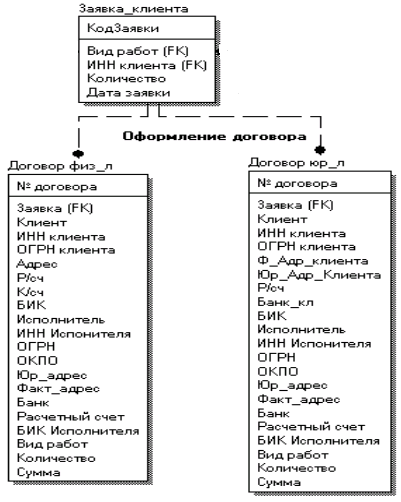 Заявка_клиента
КодЗаявки
Вид работ (FK)
ИНН клиента (FK)
Количество
Дата заявки
Оформление договора
Договор физ_л
№ договора
Заявка (FK)
Клиент
ИНН клиента
ОГРН клиента
Адрес
Р/сч
К/сч
БИК
Исполнитель
ИНН Испонителя
ОГРН
ОКПО
Юр_адрес
Факт_адрес
Банк
Расчетный счет
БИК Исполнителя
Вид работ
Количество
Сумма
Договор юр_л
№ договора
Заявка (FK)
Клиент
ИНН клиента
ОГРН клиента
Ф_Адр_клиента
Юр_Адр_Клиента
Р/сч
Банк_кл
БИК
Исполнитель
ИНН Испонителя
ОГРН
ОКПО
Юр_адрес
Факт_адрес
Банк
Расчетный счет
БИК Исполнителя
Вид работ
Количество
Сумма